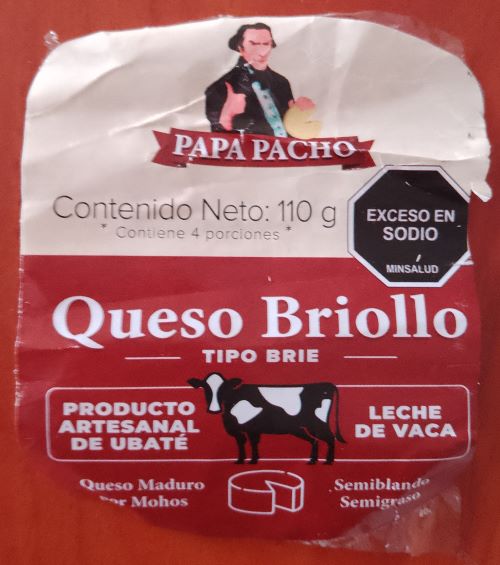 PAPA PACHO
Contenido Neto: 110 g
* Contiene 4 porciones *
EXCESO EN
SODIO
MINSALUD
Queso Briollo
TIPO BRIE
PRODUCTO
ARTESANAL
DE UBATÉ
LECHE
DE VACA
Queso Maduro
por Mohos
Semiblando
Semigraso